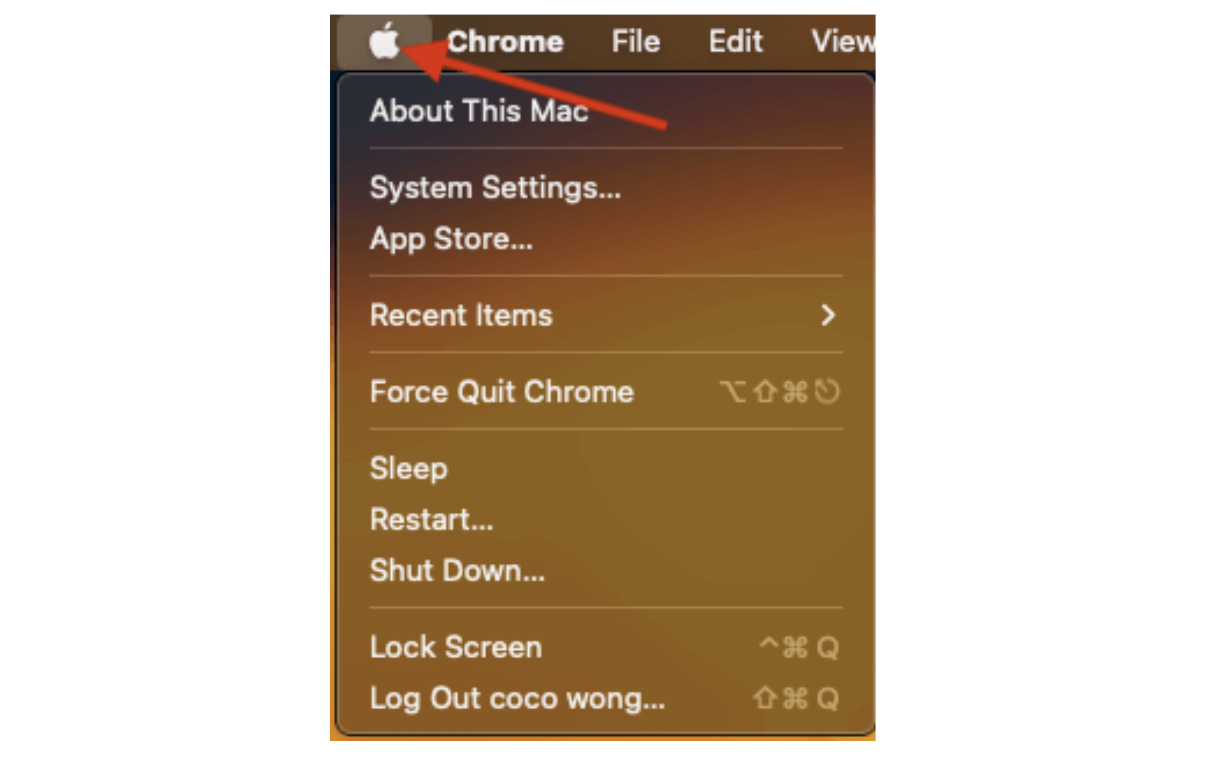 Chrome File Edit View
About This Mac
System Settings...
App Store...
Recent Items
Force Quit Chrome ⌥⇧⌘⎋
Sleep
Restart...
Shut Down...
Lock Screen ^⌘Q
Log Out coco wong... ⇧⌘Q